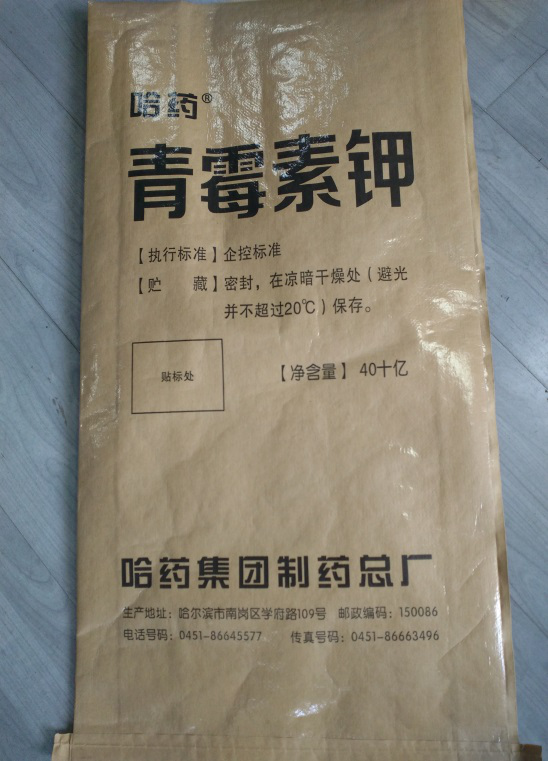 哈药®
青霉素钾
【执行标准】企控标准
【贮 藏】密封，在凉暗干燥处（避光
并不超过20℃）保存。
贴标处
【净含量】 40十亿
哈药集团制药总厂
生产地址：哈尔滨市南岗区学府路109号 邮政编码：150086
电话号码：0451-86645577 传真号码：0451-86663496